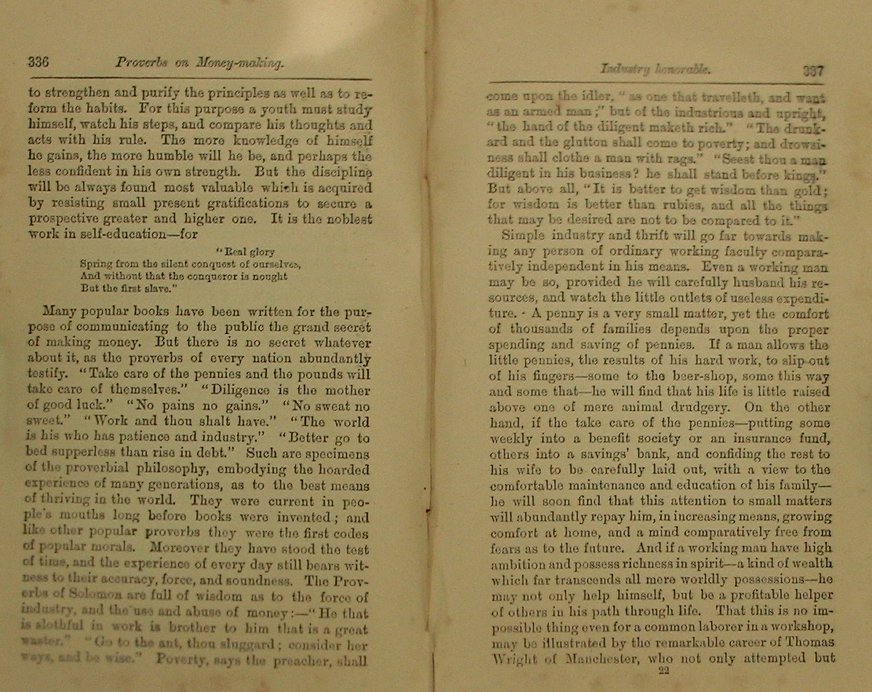 336 Proverbs on Money-making.
to strengthen and purify the principles as well as to re-
form the habits. For this purpose a youth must study
himself, watch his steps, and compare his thoughts and
acts with his rule. The more knowledge of himself
he gains, the more humble will he be, and perhaps the
less confident in his own strength. But the discipline
will be always found most valuable which is acquired
by resisting small present gratifications to secure a
prospective greater and higher one. It is the noblest
work in self-education—for
"Real glory
Spring from the silent conquest of ourselves,
And without that the conqueror is nought
But the first slave."
Many popular books have been written for the pur-
pose of communicating to the public the grand secret
of making money. But there is no secret whatever
about it, as the proverbs of every nation abundantly
testify. "Take care of the pennies and the pounds will
take care of themselves." "Diligence is the mother
of good luck." "No pains no gains." "No sweat no
sweet." "Work and thou shalt have." "The world
is his who has patience and industry." "Better go to
bed supperless than rise in debt." Such are specimens
of the proverbial philosophy, embodying the hoarded
experience of many generations, as to the best means
of thriving in the world. They were current in peo-
ple's mouths long before books were invented; and
like other popular proverbs they were the first codes
of popular morals. Moreover they have stood the test
of time, and the experience of every day still bears wit-
ness to their accuracy, force, and soundness. The Prov-
erbs of Solomon are full of wisdom as to the force of
industry, and the use and abuse of money:—"He that
is slothful in work is brother to him that is a great
waster." "Go to the ant, thou sluggard; consider her
ways, and be wise." Poverty, says the preacher, shall
Industry honorable. 337
come upon the idler, "as one that travelleth, and want
as an armed man;" but of the industrious and upright,
"the hand of the diligent maketh rich." "The drunk-
ard and the glutton shall come to poverty; and drowsi-
ness shall clothe a man with rags." "Seest thou a man
diligent in his business? he shall stand before kings."
But above all, "It is better to get wisdom than gold;
for wisdom is better than rubies, and all the things
that may be desired are not to be compared to it."
Simple industry and thrift will go far towards mak-
ing any person of ordinary working faculty compara-
tively independent in his means. Even a working man
may be so, provided he will carefully husband his re-
sources, and watch the little outlets of useless expendi-
ture. A penny is a very small matter, yet the comfort
of thousands of families depends upon the proper
spending and saving of pennies. If a man allows the
little pennies, the results of his hard work, to slip out
of his fingers—some to the beer-shop, some this way
and some that—he will find that his life is little raised
above one of mere animal drudgery. On the other
hand, if the take care of the pennies—putting some
weekly into a benefit society or an insurance fund,
others into a savings' bank, and confiding the rest to
his wife to be carefully laid out, with a view to the
comfortable maintenance and education of his family—
he will soon find that this attention to small matters
will abundantly repay him, in increasing means, growing
comfort at home, and a mind comparatively free from
fears as to the future. And if a working man have high
ambition and possess richness in spirit—a kind of wealth
which far transcends all mere worldly possessions—he
may not only help himself, but be a profitable helper
of others in his path through life. That this is no im-
possible thing even for a common laborer in a workshop,
may be illustrated by the remarkable career of Thomas
Wright of Manchester, who not only attempted but
22